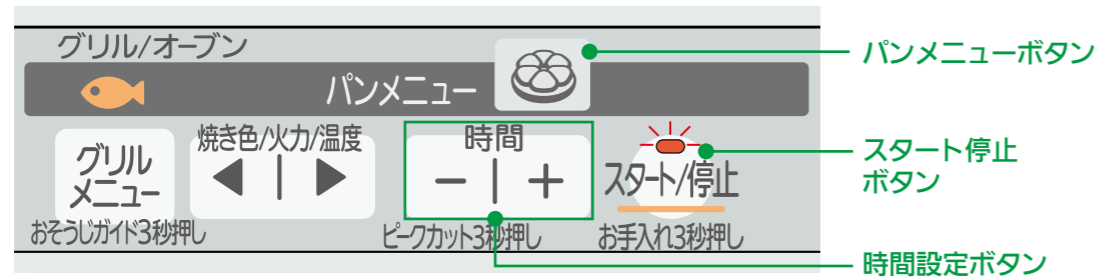 グリル/オーブン
パンメニュー
パンメニューボタン
グリル
メニュー
焼き色/火力/温度
時間
スタート/停止
スタート停止
ボタン
おそうじガイド3秒押し
ピークカット3秒押し
お手入れ3秒押し
時間設定ボタン